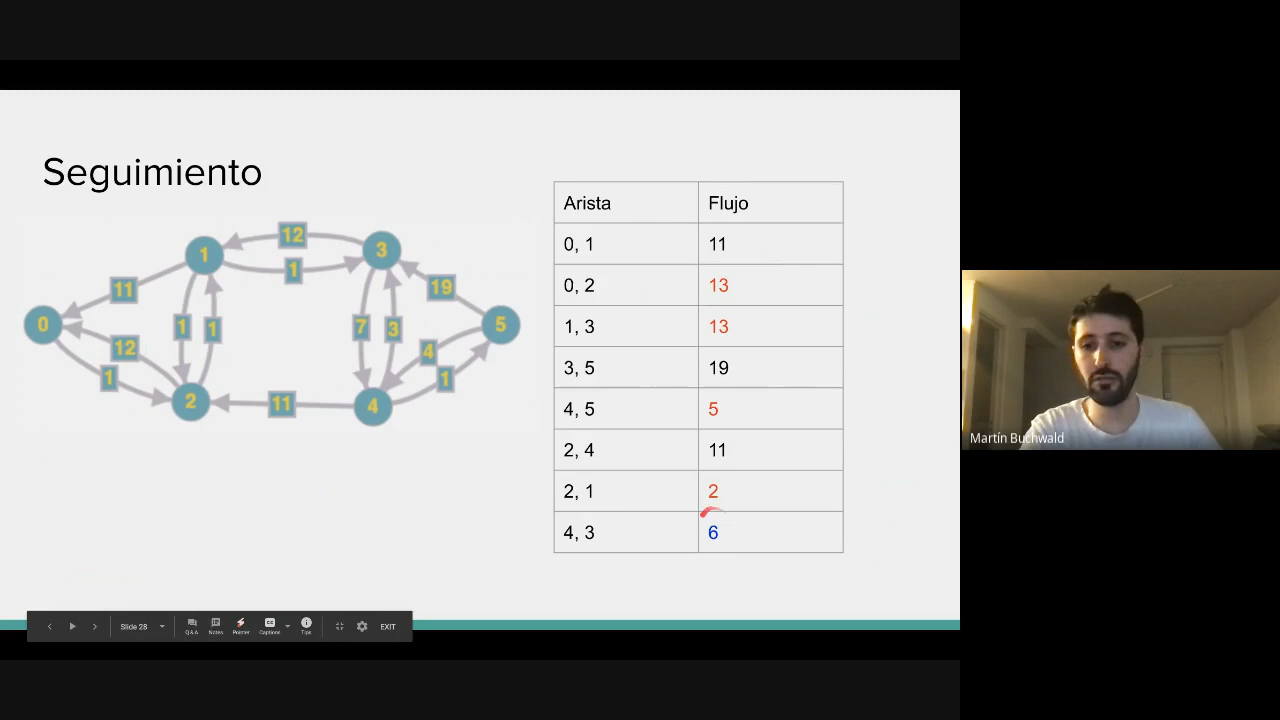 Seguimiento
Arista Flujo
0, 1 11
0, 2 13
1, 3 13
3, 5 19
4, 5 5
2, 4 11
2, 1 2
4, 3 6
12
1
3
1
11
19
0
1
1
7
3
5
12
4
1
1
2
11
4
Martín Buchwald
Slide 28
Q&A
Notes
Pointer
Captions
Tips
EXIT